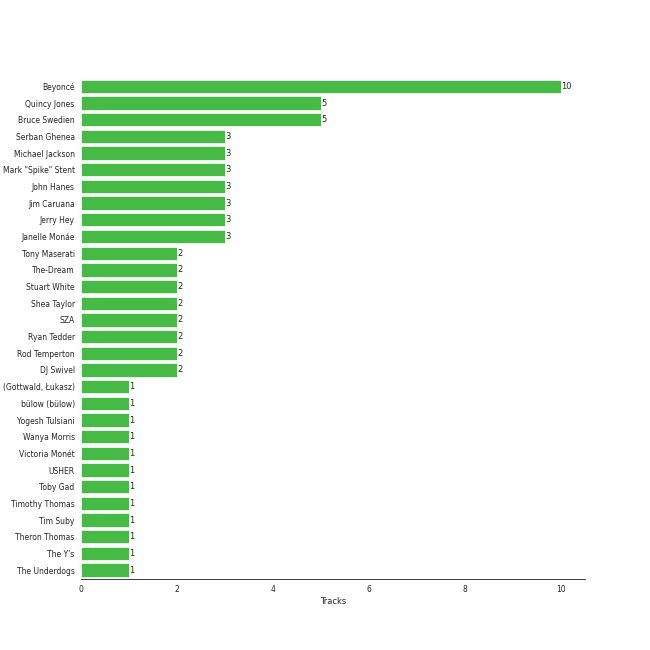 Beyoncé 10
Quincy Jones 5
Bruce Swedien 5
Serban Ghenea 3
Michael Jackson 3
Mark "Spike" Stent 3
John Hanes 3
Jim Caruana 3
Jerry Hey 3
Janelle Monáe 3
Tony Maserati 2
The-Dream 2
Stuart White 2
Shea Taylor 2
SZA 2
Ryan Tedder 2
Rod Temperton 2
DJ Swivel 2
(Gottwald, Łukasz) 1
bülow (bülow) 1
Yogesh Tulsiani 1
Wanya Morris 1
Victoria Monét 1
USHER 1
Toby Gad 1
Timothy Thomas 1
Tim Suby 1
Theron Thomas 1
The Y's 1
The Underdogs 1
0 2 4 6 8 10
Tracks